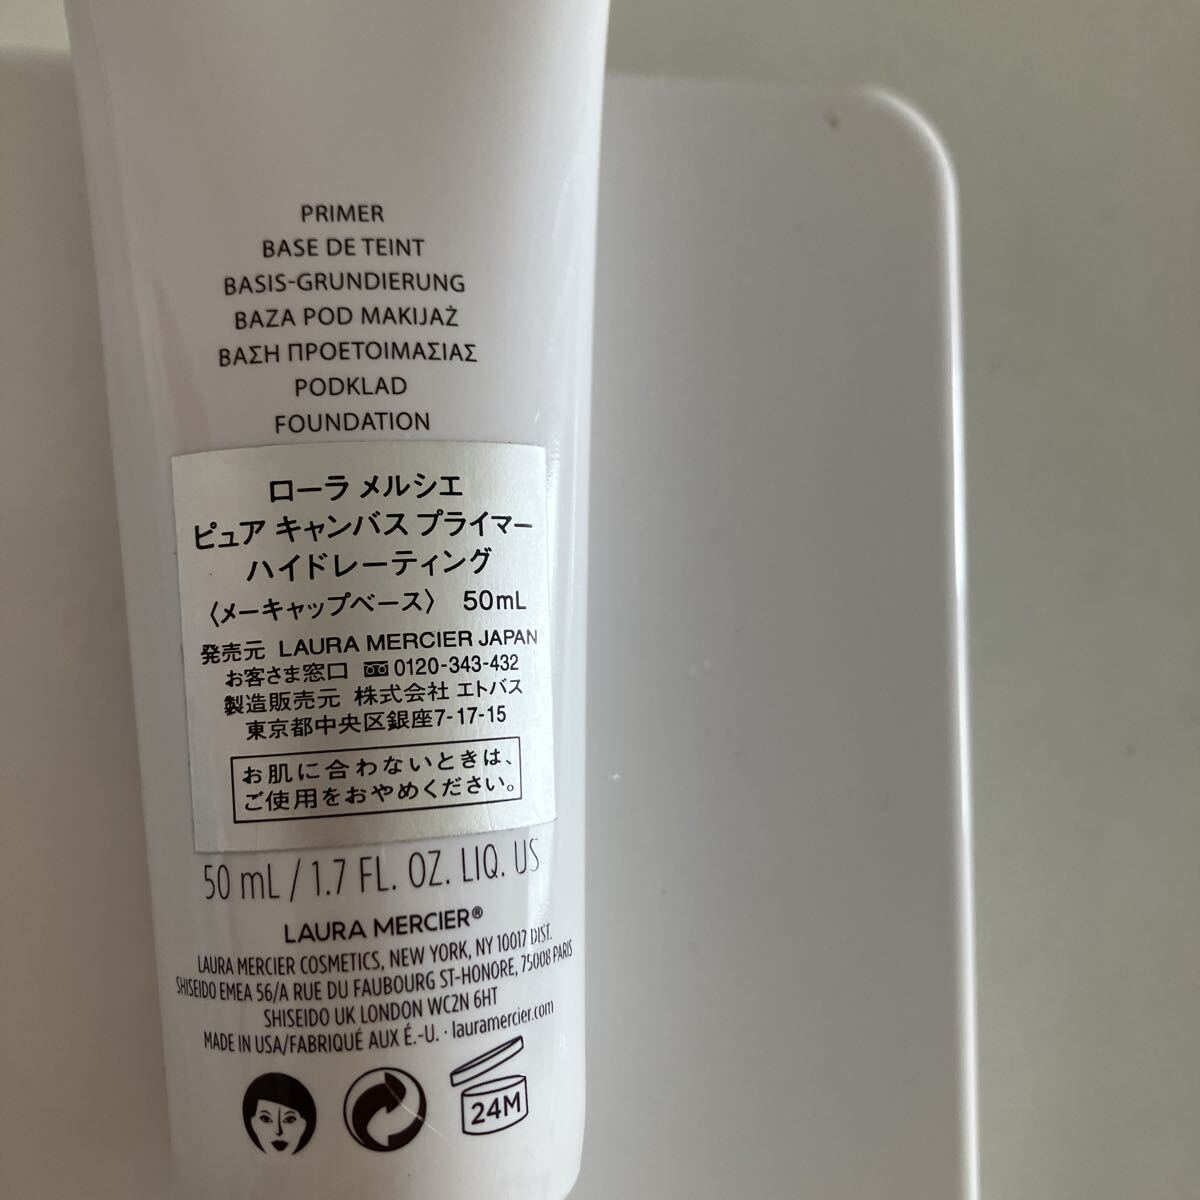 PRIMER
BASE DE TEINT
BASIS-GRUNDIERUNG
BAZA POD MAKIJAŻ
ΒΑΣΗ ΠΡΟΕΤΟΙΜΑΣΙΑΣ
PODKLAD
FOUNDATION
ローラ メルシエ
ピュア キャンバス プライマー
ハイドレーティング
〈メーキャップベース〉 50mL
発売元 LAURA MERCIER JAPAN
お客さま窓口 0120-343-432
製造販売元 株式会社 エトバス
東京都中央区銀座7-17-15
お肌に合わないときは、
ご使用をおやめください。
50 mL / 1.7 FL. OZ. LIQ. US
LAURA MERCIER®
LAURA MERCIER COSMETICS, NEW YORK, NY 10017 DIST.
SHISEIDO EMEA 56/A RUE DU FAUBOURG ST-HONORE, 75008 PARIS
SHISEIDO UK LONDON WC2N 6HT
MADE IN USA/FABRIQUÉ AUX É.-U. · lauramercier.com
24M